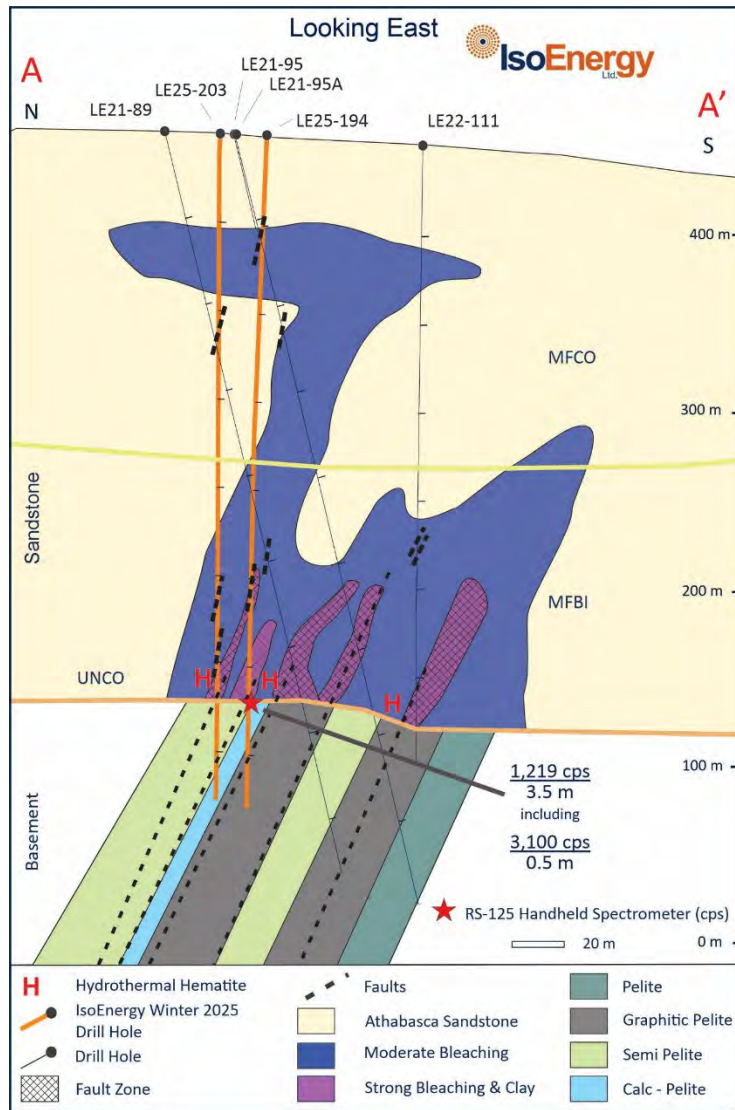 Looking East
IsoEnergy
Ltd.
A
A'
N
S
LE21-89
LE25-203
LE21-95
LE21-95A
LE25-194
LE22-111
400 m
MFCO
300 m
Sandstone
200 m
MFBI
UNCO
H
H
H
100 m
Basement
1,219 cps
3.5 m
including
3,100 cps
0.5 m
RS-125 Handheld Spectrometer (cps)
20 m
0 m
H Hydrothermal Hematite
IsoEnergy Winter 2025
Drill Hole
Drill Hole
Fault Zone
Faults
Athabasca Sandstone
Moderate Bleaching
Strong Bleaching & Clay
Pelite
Graphitic Pelite
Semi Pelite
Calc - Pelite